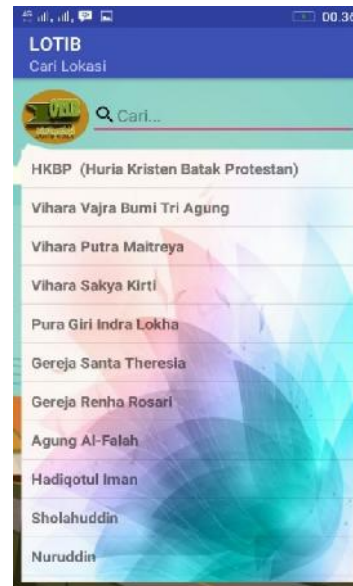 00.36
LOTIB
Cari Lokasi
Cari...
HKBP (Huria Kristen Batak Protestan)
Vihara Vajra Bumi Tri Agung
Vihara Putra Maitreya
Vihara Sakya Kirti
Pura Giri Indra Lokha
Gereja Santa Theresia
Gereja Renha Rosari
Agung Al-Falah
Hadiqotul Iman
Sholahuddin
Nuruddin